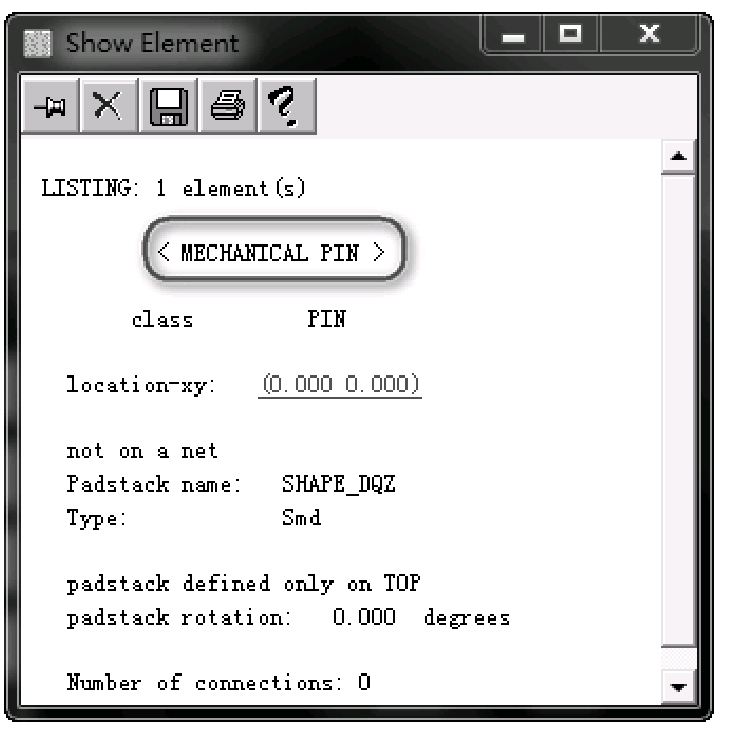 Show Element
LISTING: 1 element(s)
< MECHANICAL PIN >
class PIN
location-xy: (0.000 0.000)
not on a net
Padstack name: SHAPE_DQZ
Type: Smd
padstack defined only on TOP
padstack rotation: 0.000 degrees
Number of connections: 0